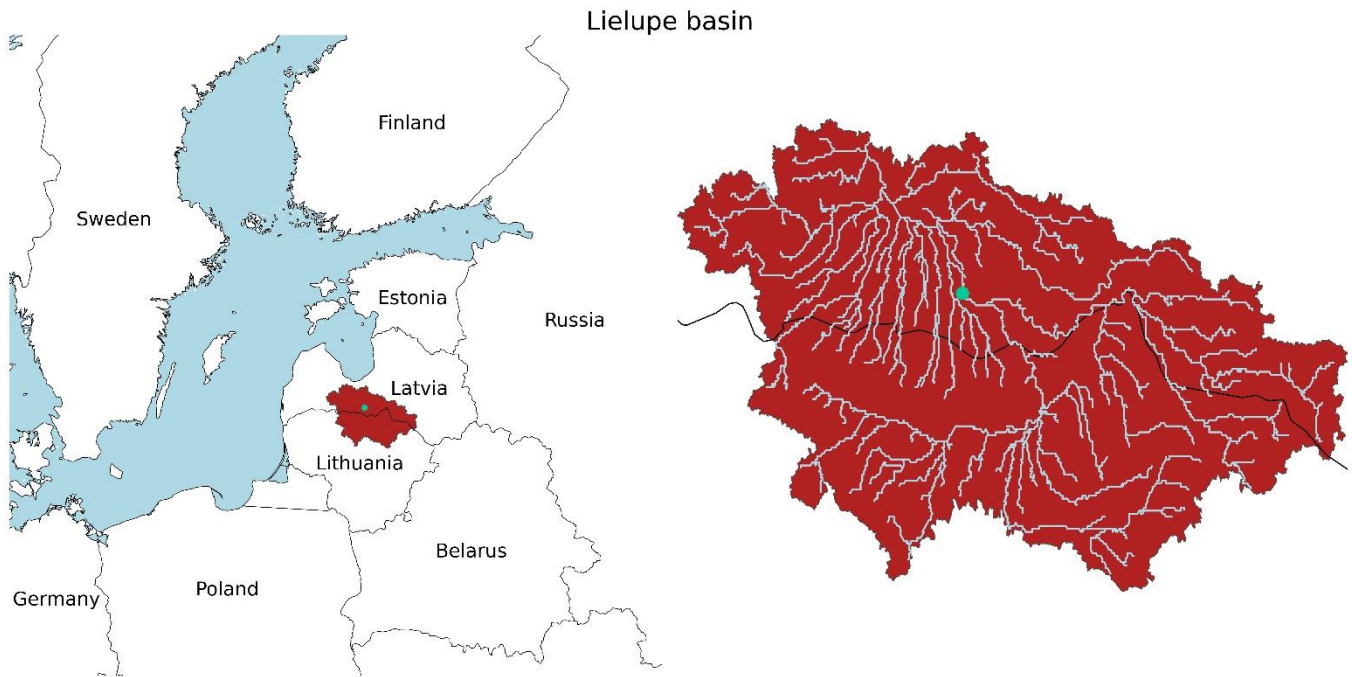 Lielupe basin
Finland
Sweden
Estonia
Russia
Latvia
Lithuania
Belarus
Poland
Germany